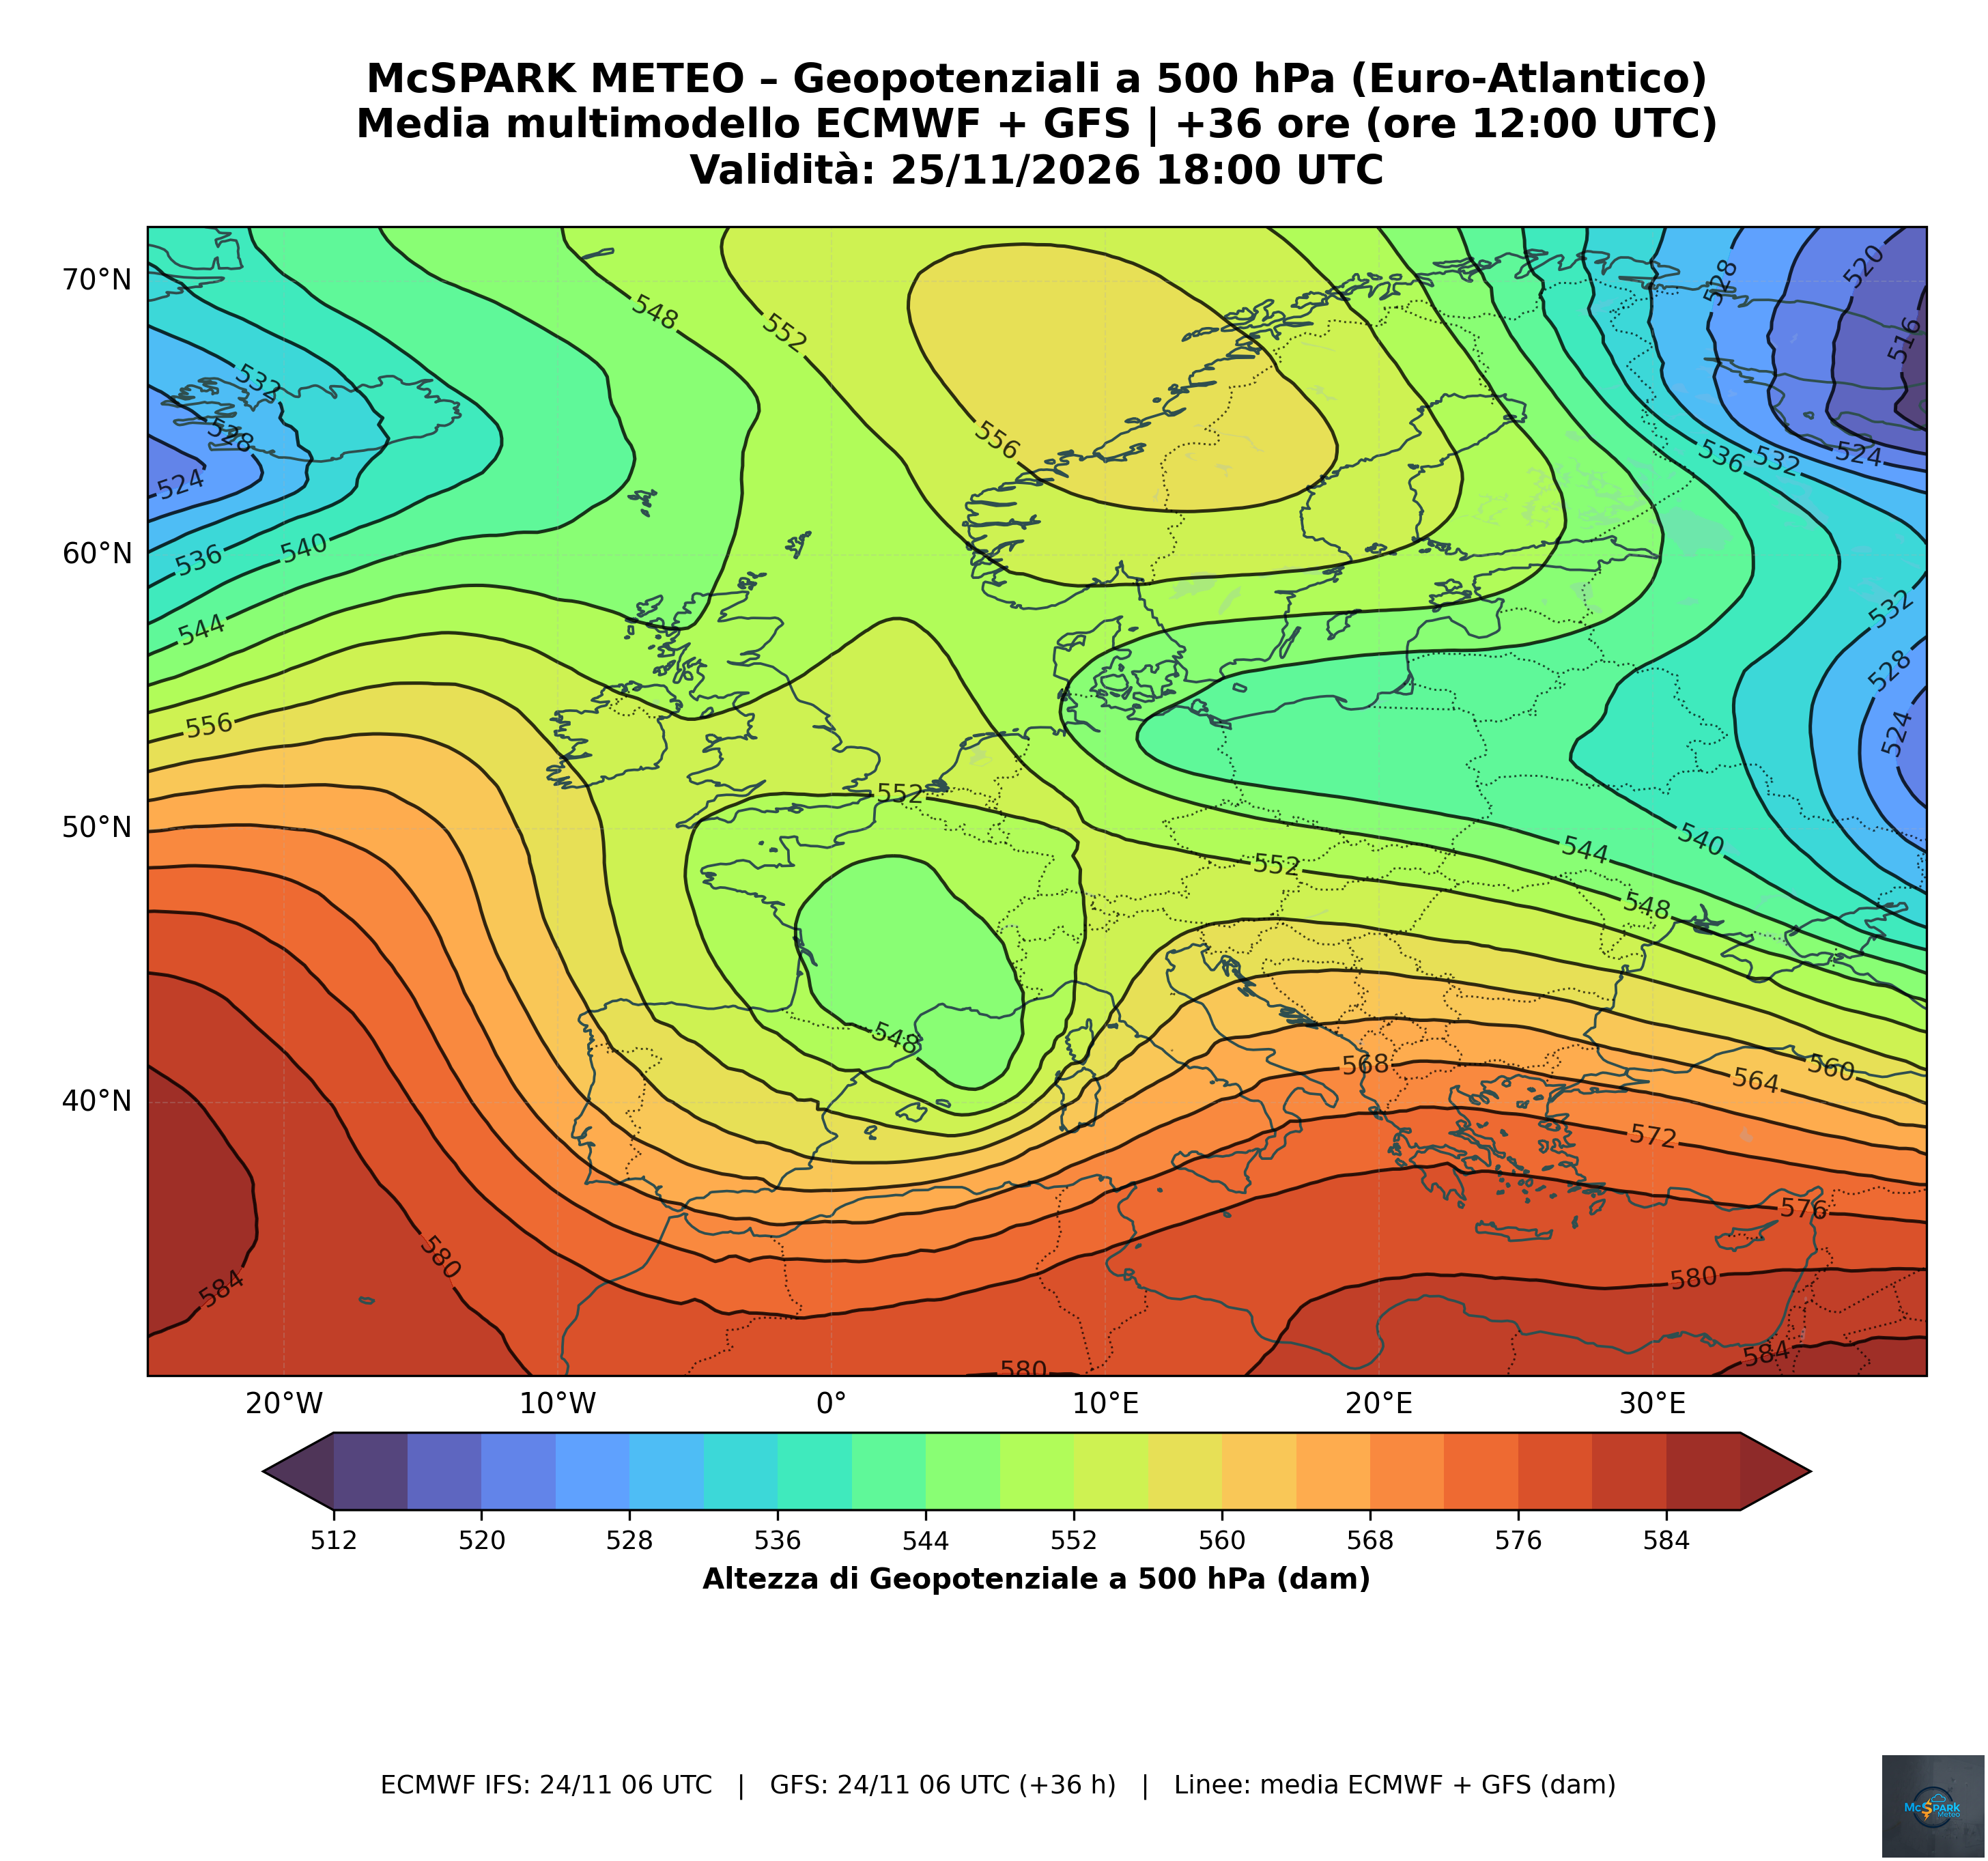 McSPARK METEO – Geopotenziali a 500 hPa (Euro-Atlantico)
Media multimodello ECMWF + GFS | +36 ore (ore 12:00 UTC)
Validità: 25/11/2026 18:00 UTC
70°N
60°N
50°N
40°N
548
552
556
532
528
524
536
540
544
556
528
520
516
536
532
524
532
528
524
552
552
544
540
548
548
568
560
564
572
576
580
584
580
580
584
20°W 10°W 0° 10°E 20°E 30°E
512 520 528 536 544 552 560 568 576 584
Altezza di Geopotenziale a 500 hPa (dam)
ECMWF IFS: 24/11 06 UTC | GFS: 24/11 06 UTC (+36 h) | Linee: media ECMWF + GFS (dam)
McSPARK
Meteo